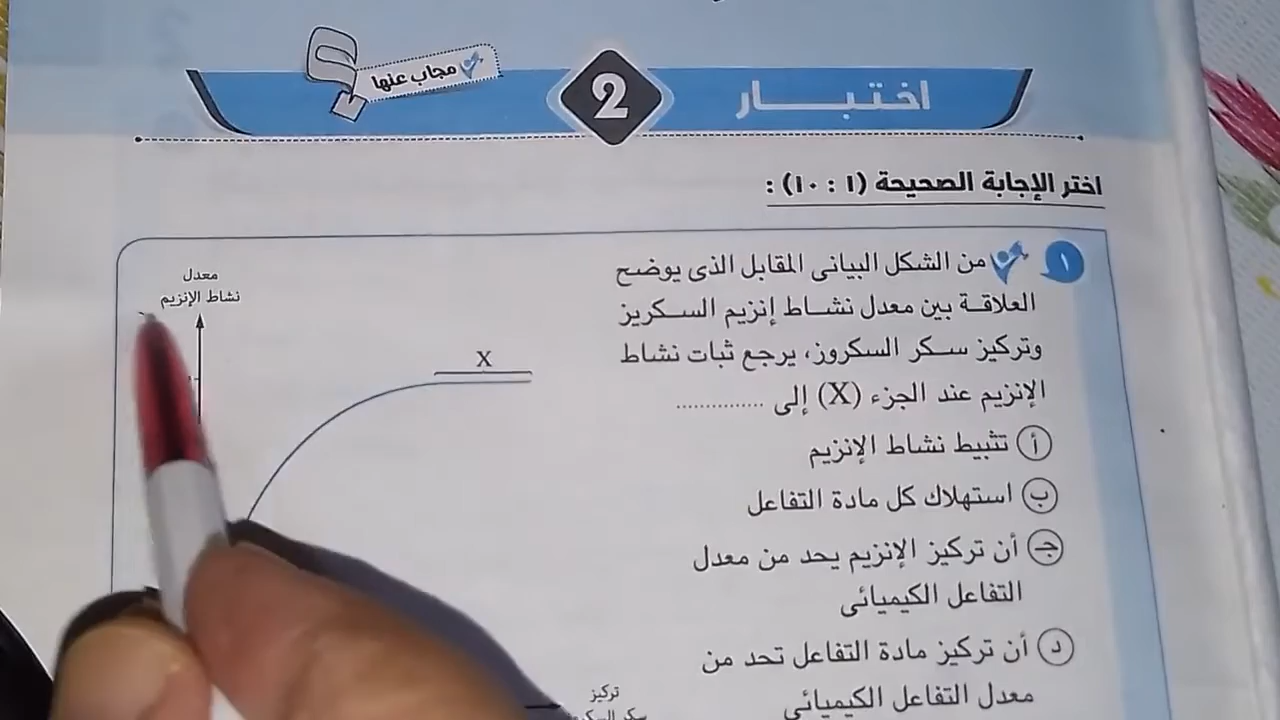 مجاب عنها
اختبار
2
اختر الإجابة الصحيحة (١ : ١٠) :
١ من الشكل البيانى المقابل الذى يوضح
العلاقة بين معدل نشاط إنزيم السكريز
وتركيز سكر السكروز، يرجع ثبات نشاط
الإنزيم عند الجزء (X) إلى ..............
أ تثبيط نشاط الإنزيم
ب استهلاك كل مادة التفاعل
جـ أن تركيز الإنزيم يحد من معدل
التفاعل الكيميائى
د أن تركيز مادة التفاعل تحد من
معدل التفاعل الكيميائى
معدل
نشاط الإنزيم
X
تركيز
سكر